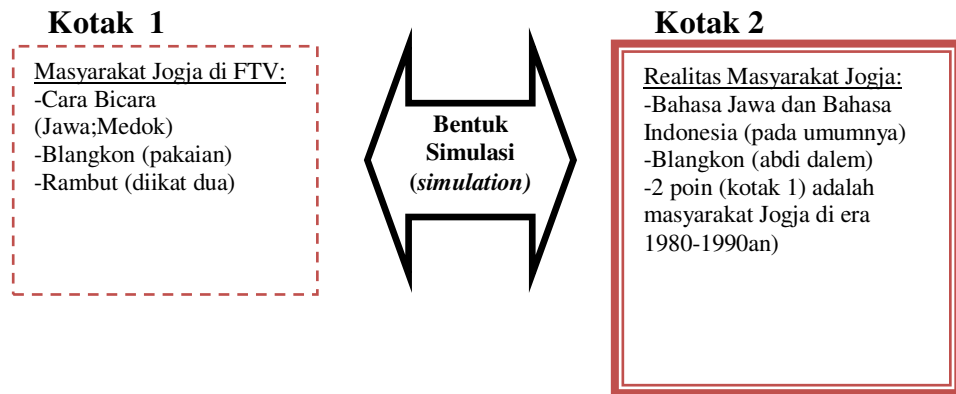 Kotak 1
Masyarakat Jogja di FTV:
-Cara Bicara
(Jawa;Medok)
-Blangkon (pakaian)
-Rambut (diikat dua)
Bentuk
Simulasi
(simulation)
Kotak 2
Realitas Masyarakat Jogja:
-Bahasa Jawa dan Bahasa
Indonesia (pada umumnya)
-Blangkon (abdi dalem)
-2 poin (kotak 1) adalah
masyarakat Jogja di era
1980-1990an)